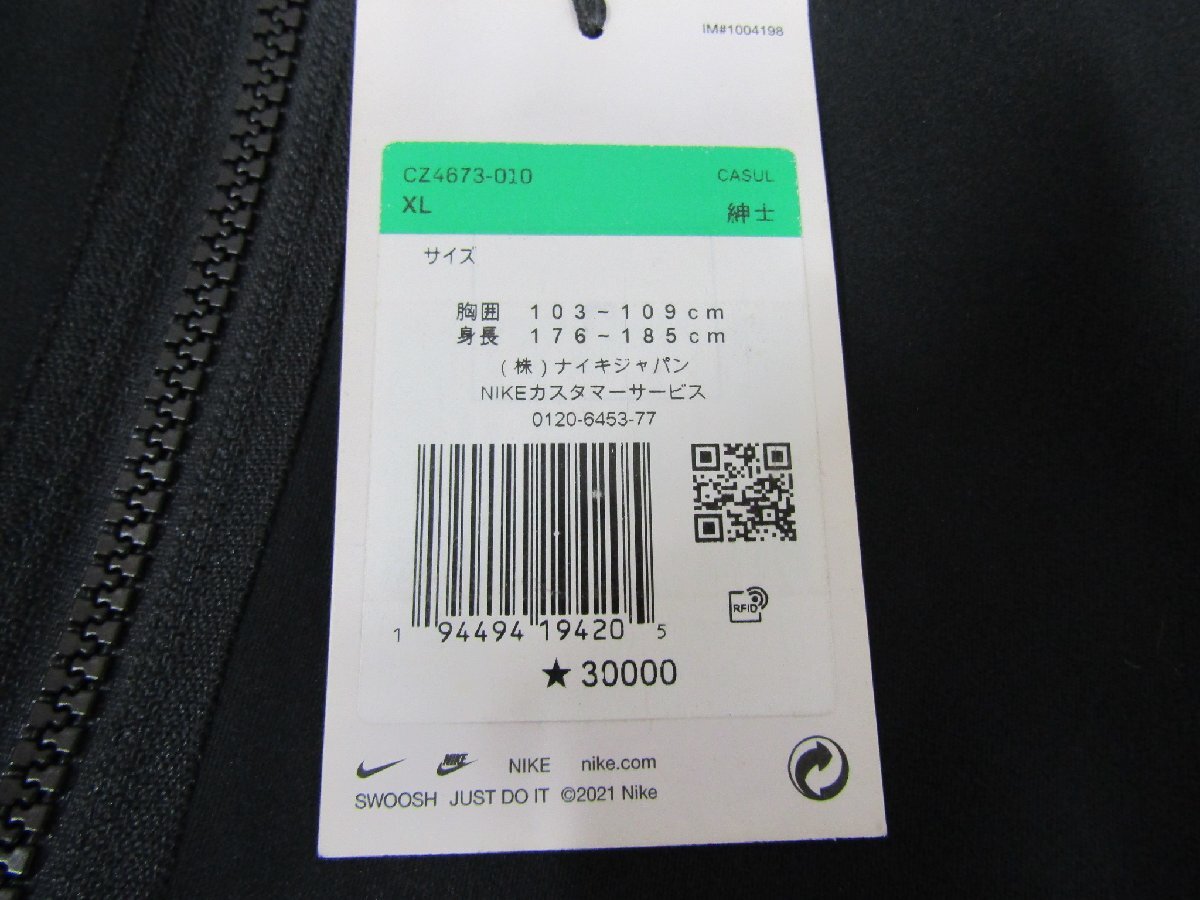 IM#1004198
CZ4673-010 CASUL
XL 紳士
サイズ
胸囲 103~109cm
身長 176~185cm
(株)ナイキジャパン
NIKEカスタマーサービス
0120-6453-77
RFID
1 94494 19420 5
★30000
NIKE NIKE nike.com
SWOOSH JUST DO IT ©2021 Nike